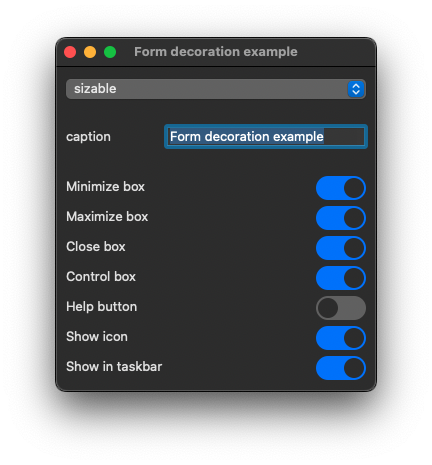 Form decoration example
sizable
caption Form decoration example
Minimize box
Maximize box
Close box
Control box
Help button
Show icon
Show in taskbar